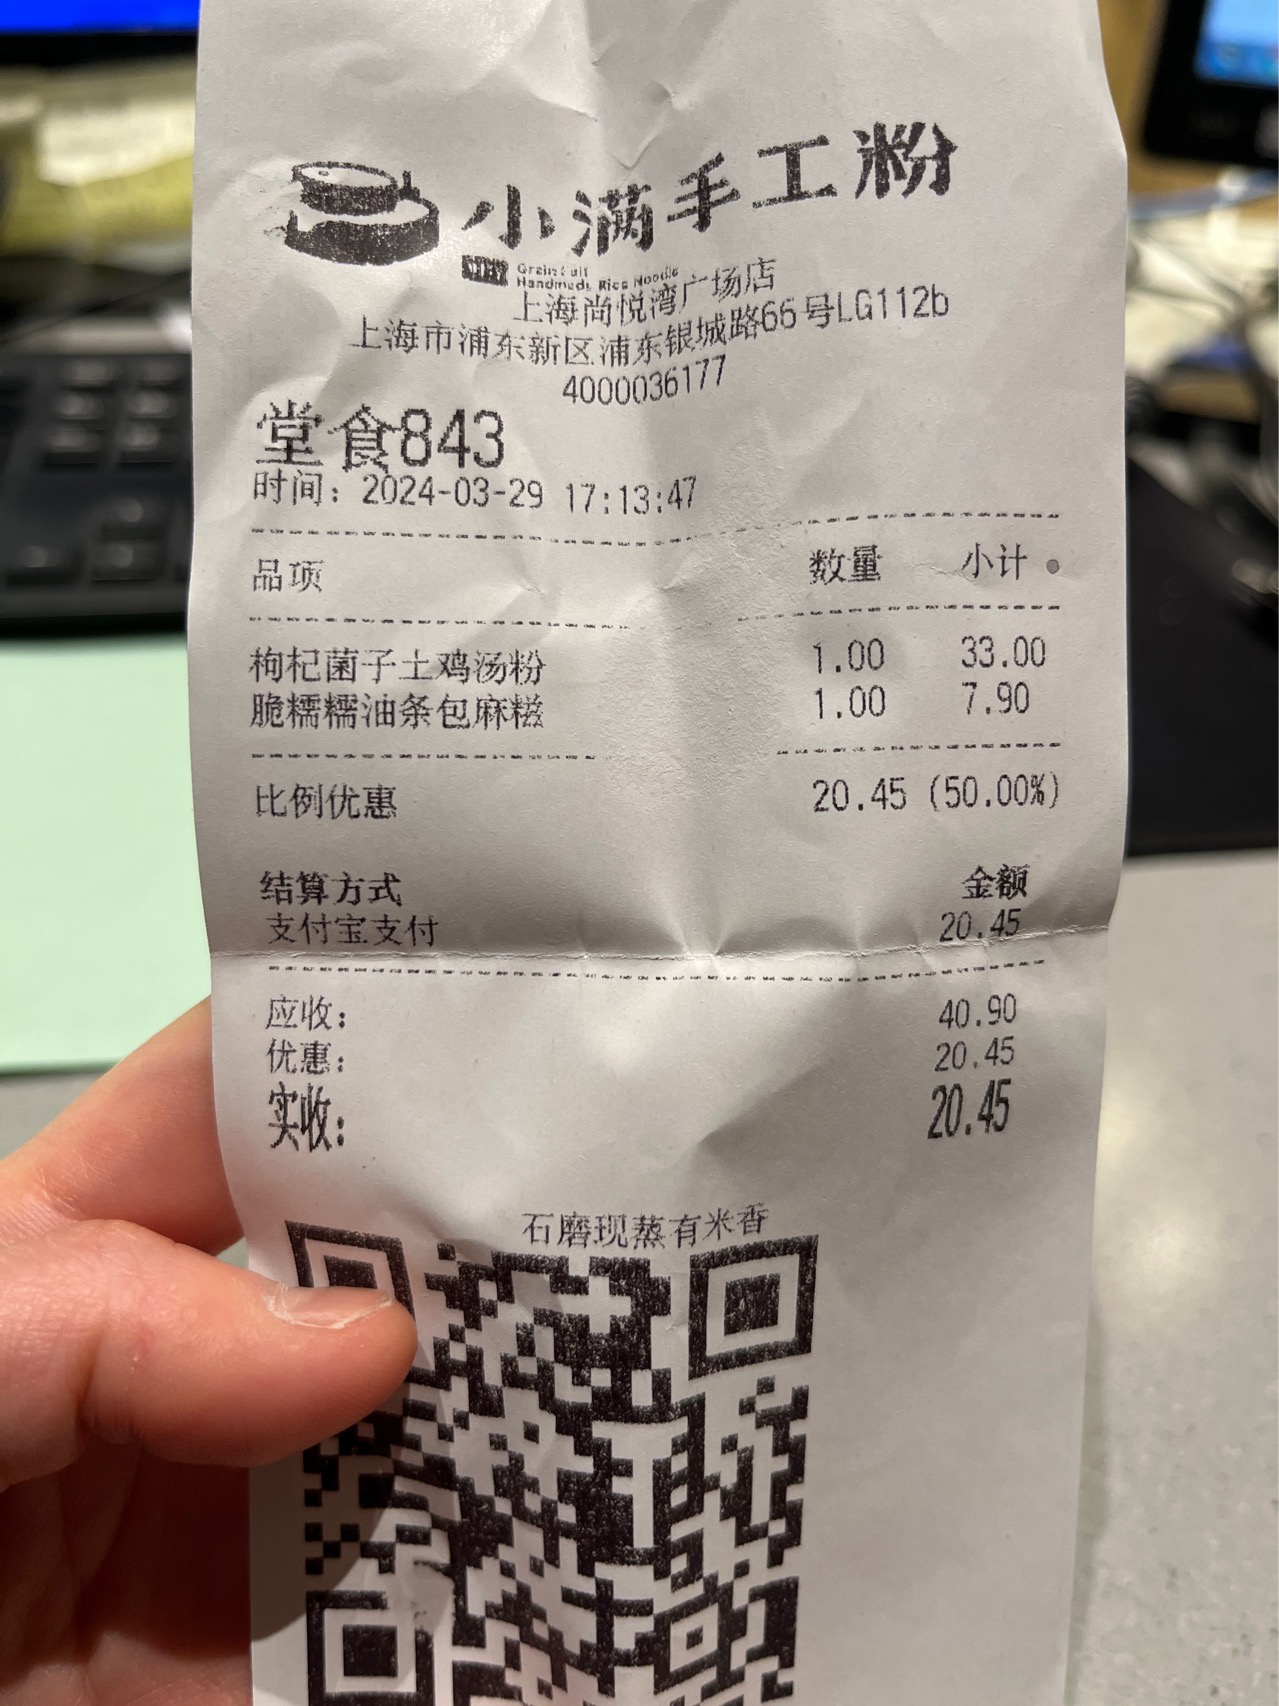 小满手工粉
Grainfull
Handmade Rice Noodle
上海尚悦湾广场店
上海市浦东新区浦东银城路66号LG112b
4000036177
堂食843
时间：2024-03-29 17:13:47
品项 数量 小计
枸杞菌子土鸡汤粉 1.00 33.00
脆糯糯油条包麻糍 1.00 7.90
比例优惠 20.45 (50.00%)
结算方式 金额
支付宝支付 20.45
应收： 40.90
优惠： 20.45
实收： 20.45
石磨现蒸有米香